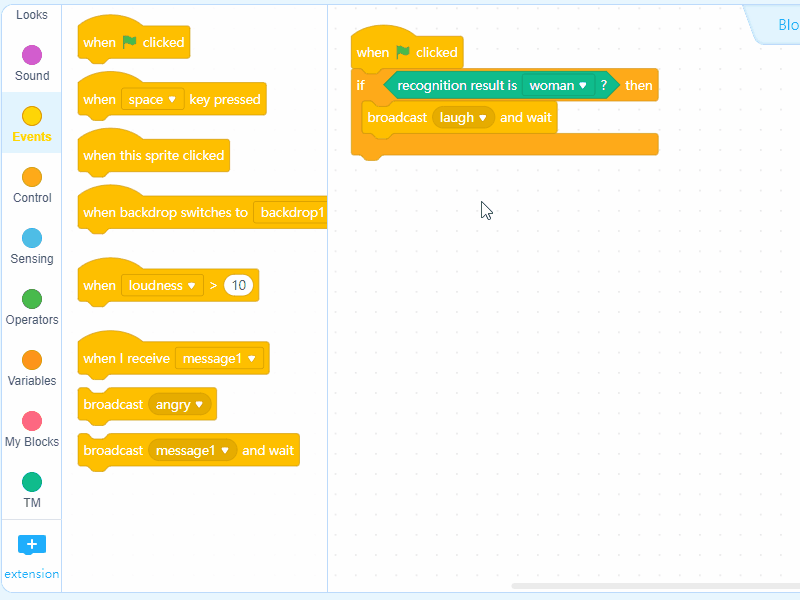 Looks
Sound
Events
Control
Sensing
Operators
Variables
My Blocks
TM
extension
when clicked
when space ▼ key pressed
when this sprite clicked
when backdrop switches to backdrop1
when loudness ▼ > 10
when I receive message1 ▼
broadcast angry ▼
broadcast message1 ▼ and wait
when clicked
if recognition result is woman ▼ ? then
broadcast laugh ▼ and wait
Blo